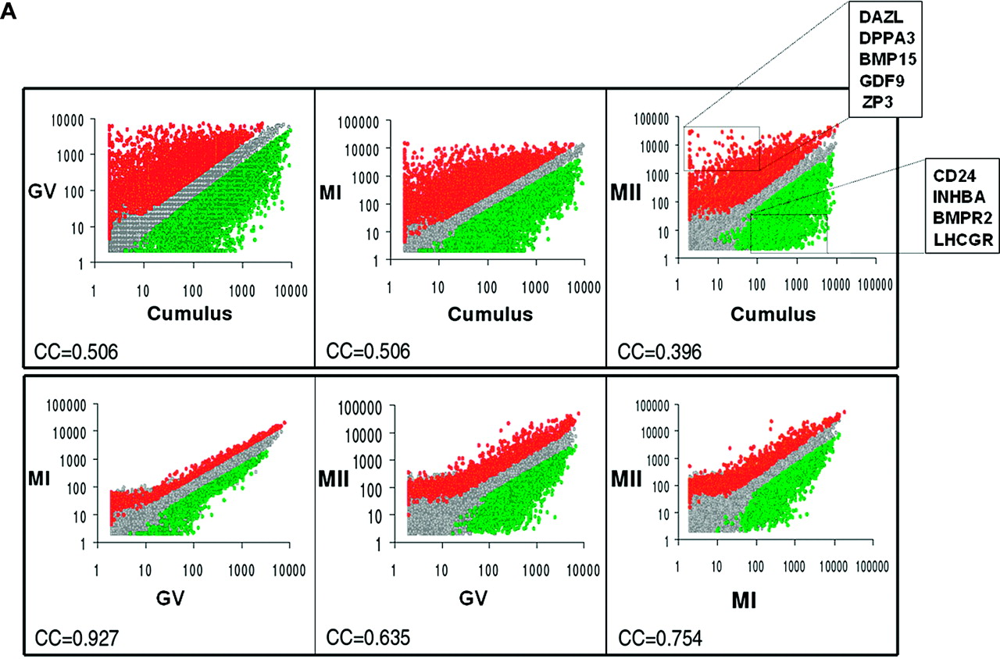 A
DAZL
DPPA3
BMP15
GDF9
ZP3
CD24
INHBA
BMPR2
LHCGR
GV
10000
1000
100
10
1
1 10 100 1000 10000
Cumulus
CC=0.506
MI
100000
10000
1000
100
10
1
1 10 100 1000 10000
Cumulus
CC=0.506
MII
100000
10000
1000
100
10
1
1 10 100 1000 10000 100000
Cumulus
CC=0.396
MI
100000
10000
1000
100
10
1
1 10 100 1000 10000
GV
CC=0.927
MII
100000
10000
1000
100
10
1
1 10 100 1000 10000
GV
CC=0.635
MII
100000
10000
1000
100
10
1
1 10 100 1000 10000 100000
MI
CC=0.754